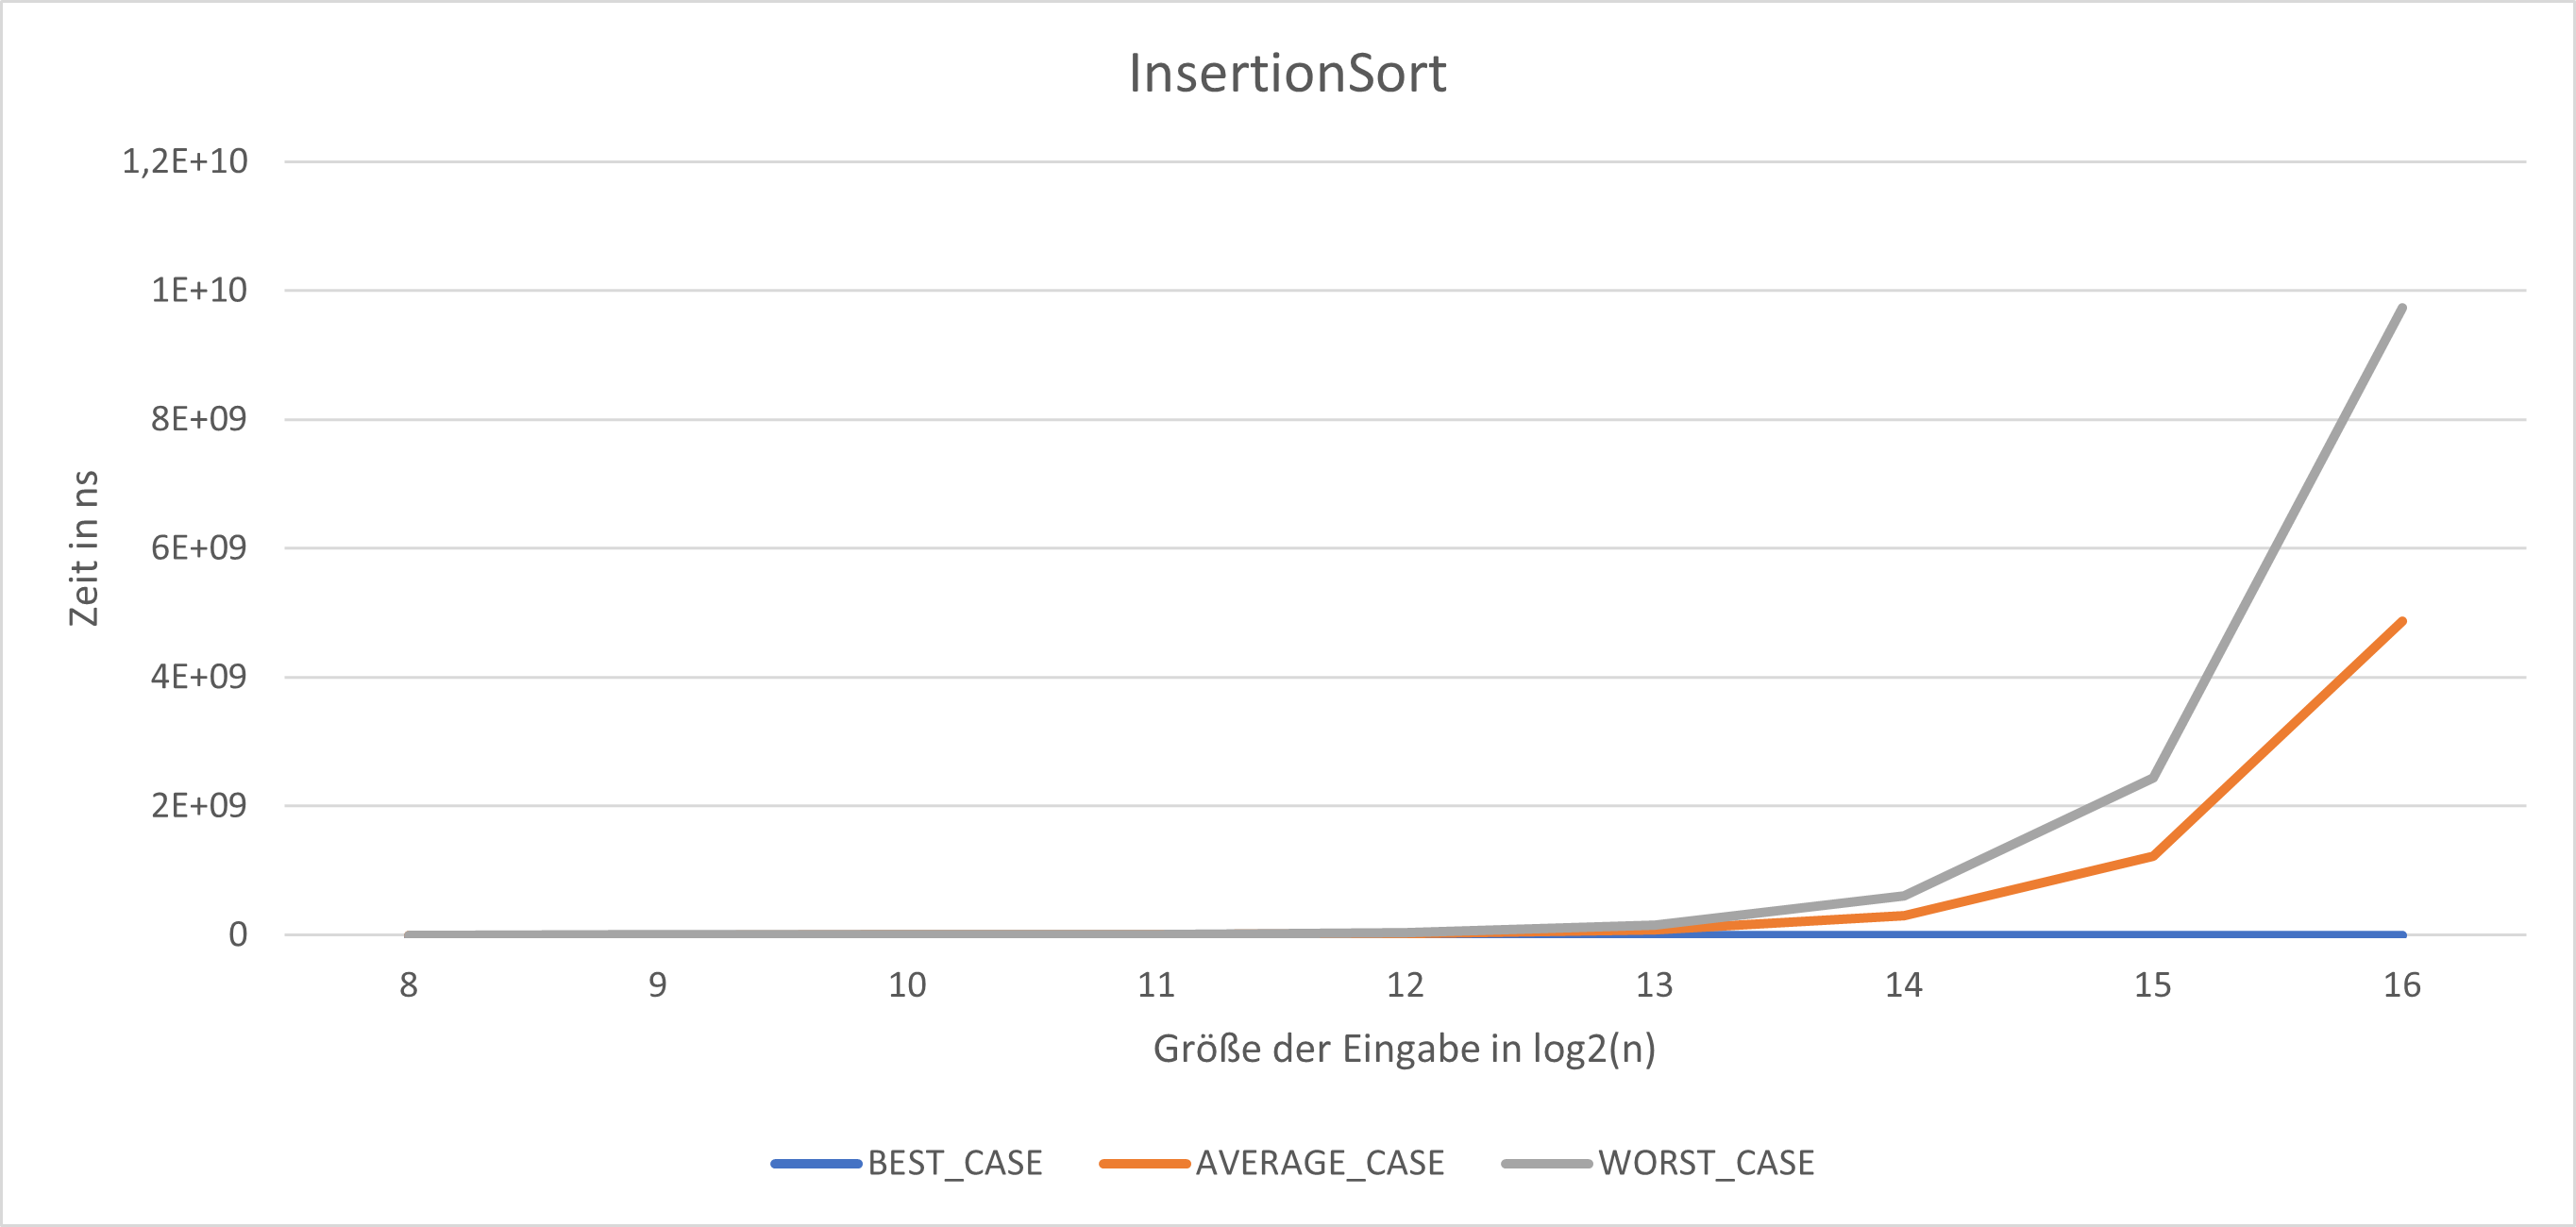 InsertionSort
1,2E+10
1E+10
8E+09
6E+09
4E+09
2E+09
0
Zeit in ns
8 9 10 11 12 13 14 15 16
Größe der Eingabe in log2(n)
BEST_CASE AVERAGE_CASE WORST_CASE